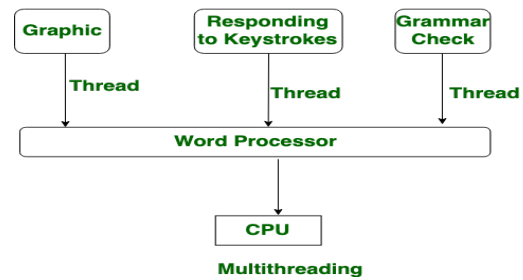 Graphic
Responding
to Keystrokes
Grammar
Check
Thread
Thread
Thread
Word Processor
CPU
Multithreading